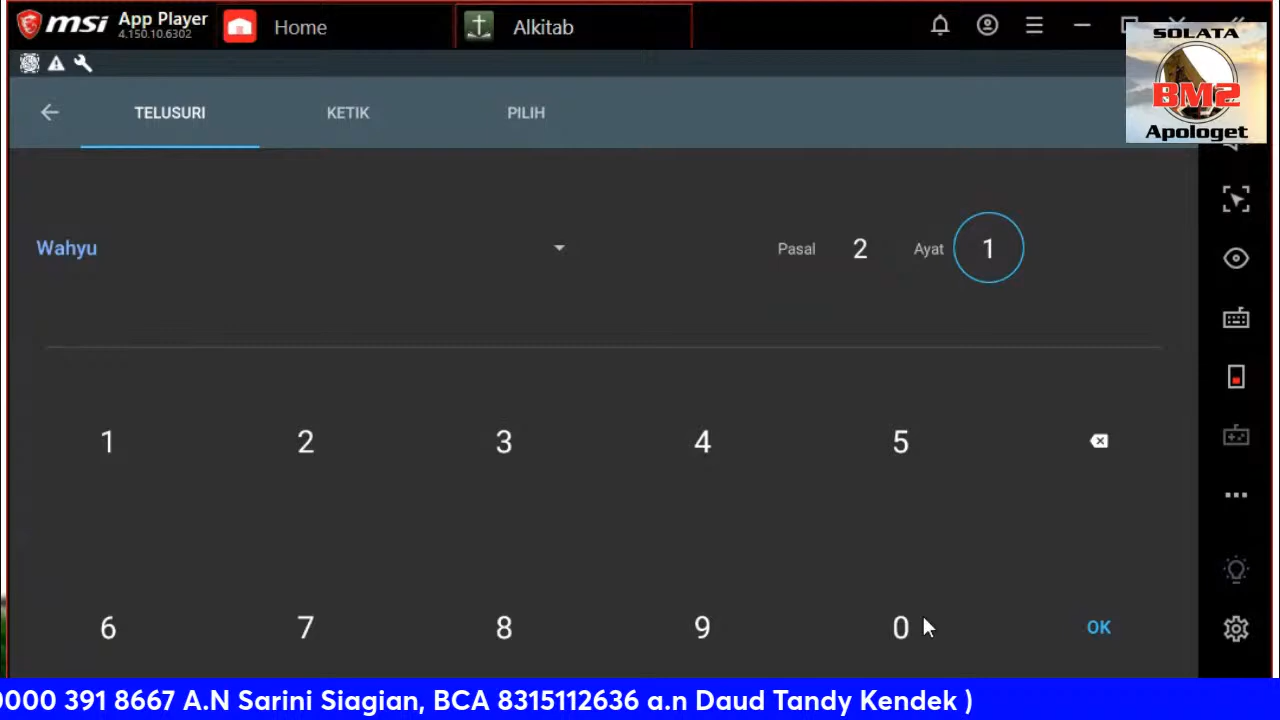 msi App Player
4.150.10.6302
Home
Alkitab
SOLATA
BM2
Apologet
TELUSURI KETIK PILIH
Wahyu
Pasal 2 Ayat 1
1 2 3 4 5
6 7 8 9 0 OK
0000 391 8667 A.N Sarini Siagian, BCA 8315112636 a.n Daud Tandy Kendek )